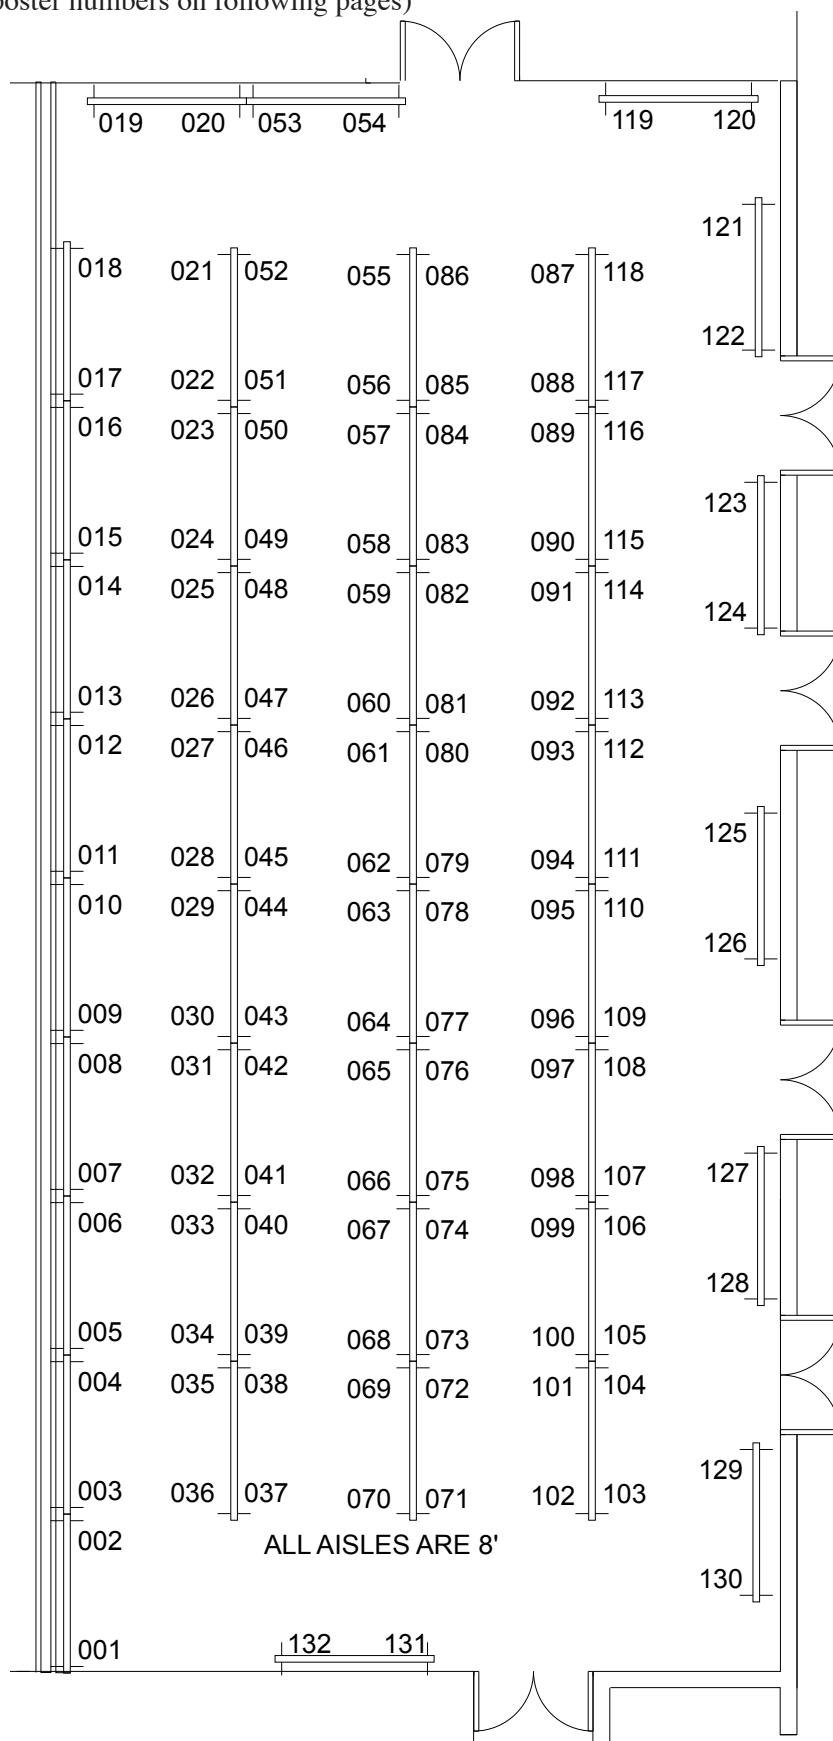 poster numbers on following pages)
019 020 053 054 119 120
121
018 021 052 055 086 087 118
122
017 022 051 056 085 088 117
016 023 050 057 084 089 116
123
015 024 049 058 083 090 115
014 025 048 059 082 091 114
124
013 026 047 060 081 092 113
012 027 046 061 080 093 112
125
011 028 045 062 079 094 111
010 029 044 063 078 095 110
126
009 030 043 064 077 096 109
008 031 042 065 076 097 108
127
007 032 041 066 075 098 107
006 033 040 067 074 099 106
128
005 034 039 068 073 100 105
004 035 038 069 072 101 104
129
003 036 037 070 071 102 103
002 ALL AISLES ARE 8'
130
001 132 131